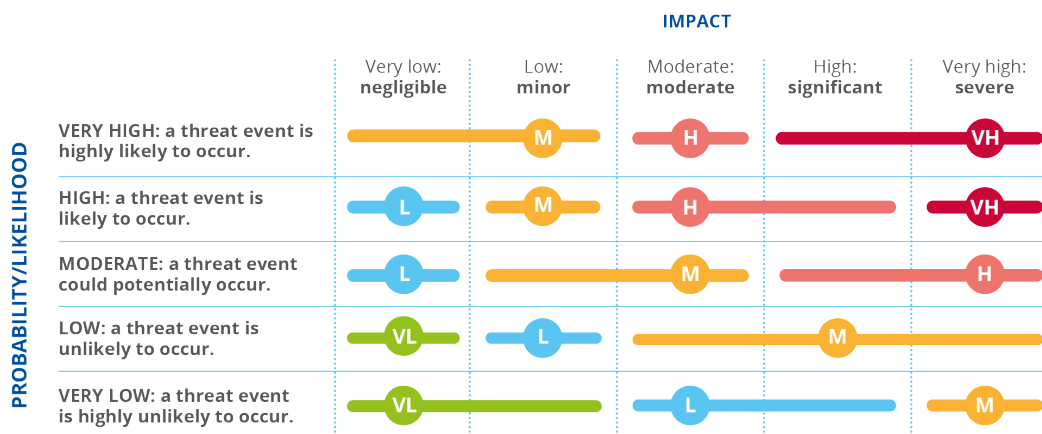 IMPACT
Very low:
negligible
Low:
minor
Moderate:
moderate
High:
significant
Very high:
severe
PROBABILITY/LIKELIHOOD
VERY HIGH: a threat event is
highly likely to occur.
M
H
VH
HIGH: a threat event is
likely to occur.
L
M
H
VH
MODERATE: a threat event
could potentially occur.
L
M
H
LOW: a threat event is
unlikely to occur.
VL
L
M
VERY LOW: a threat event
is highly unlikely to occur.
VL
L
M